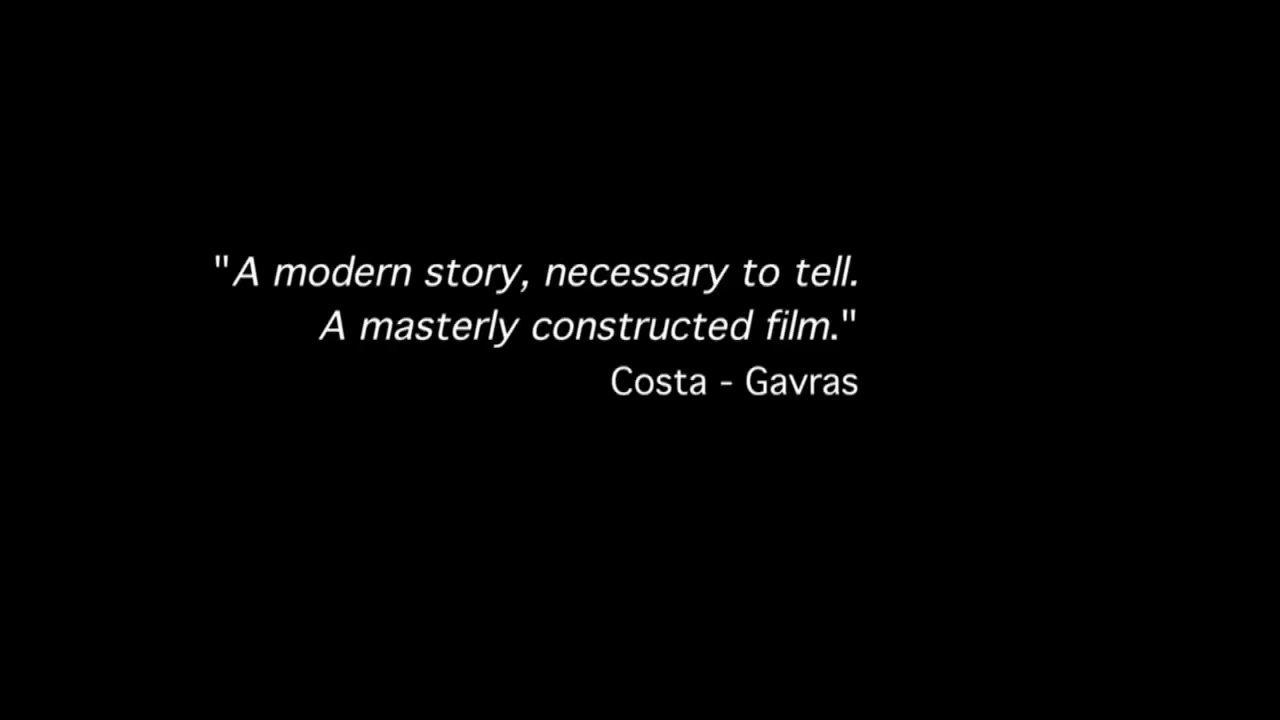 "A modern story, necessary to tell.
A masterly constructed film."
Costa - Gavras